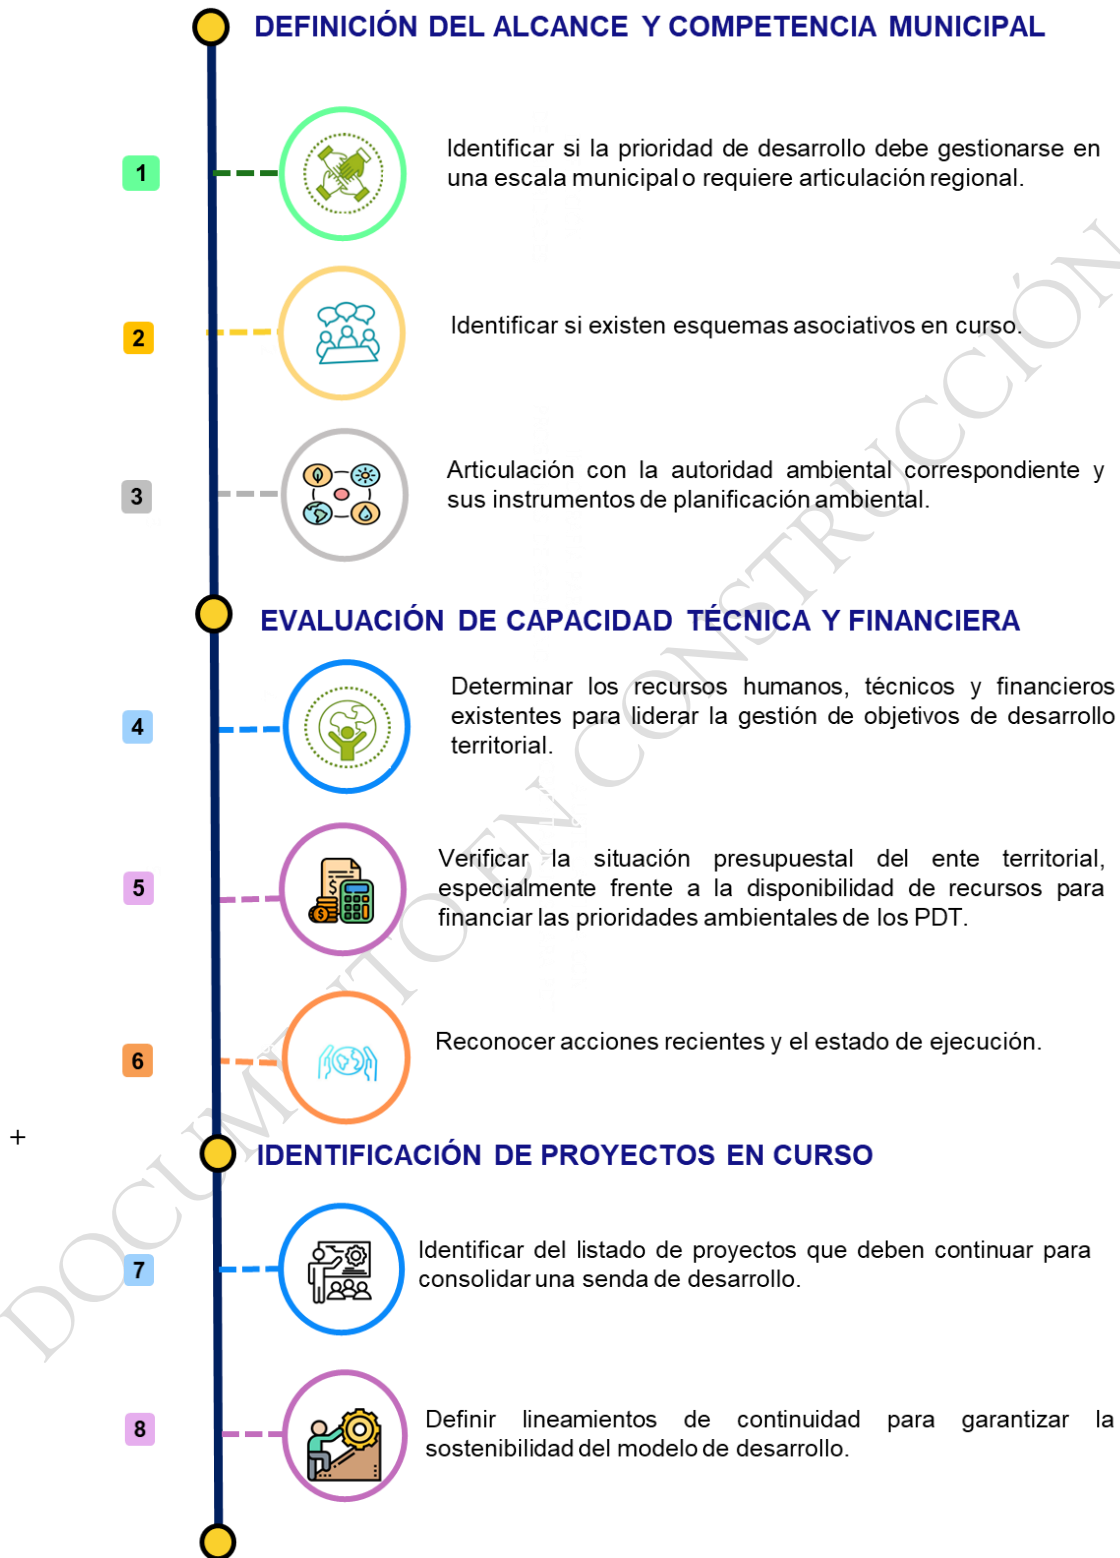 DEFINICIÓN DEL ALCANCE Y COMPETENCIA MUNICIPAL
1
Identificar si la prioridad de desarrollo debe gestionarse en
una escala municipal o requiere articulación regional.
2
Identificar si existen esquemas asociativos en curso.
3
Articulación con la autoridad ambiental correspondiente y
sus instrumentos de planificación ambiental.
EVALUACIÓN DE CAPACIDAD TÉCNICA Y FINANCIERA
4
Determinar los recursos humanos, técnicos y financieros
existentes para liderar la gestión de objetivos de desarrollo
territorial.
5
Verificar la situación presupuestal del ente territorial,
especialmente frente a la disponibilidad de recursos para
financiar las prioridades ambientales de los PDT.
6
Reconocer acciones recientes y el estado de ejecución.
+
IDENTIFICACIÓN DE PROYECTOS EN CURSO
7
Identificar del listado de proyectos que deben continuar para
consolidar una senda de desarrollo.
8
Definir lineamientos de continuidad para garantizar la
sostenibilidad del modelo de desarrollo.
DOCUMENTO EN CONSTRUCCIÓN